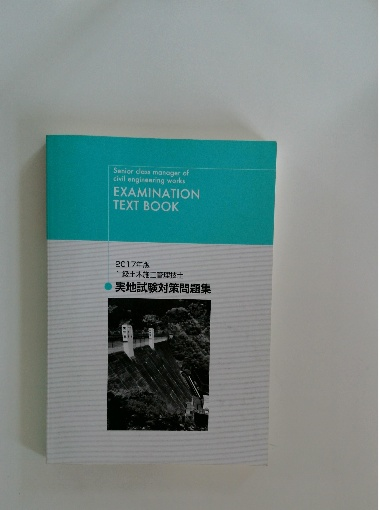 Senior class manager of
civil engineering works
EXAMINATION
TEXT BOOK
2017年版
1級土木施工管理技士
実地試験対策問題集